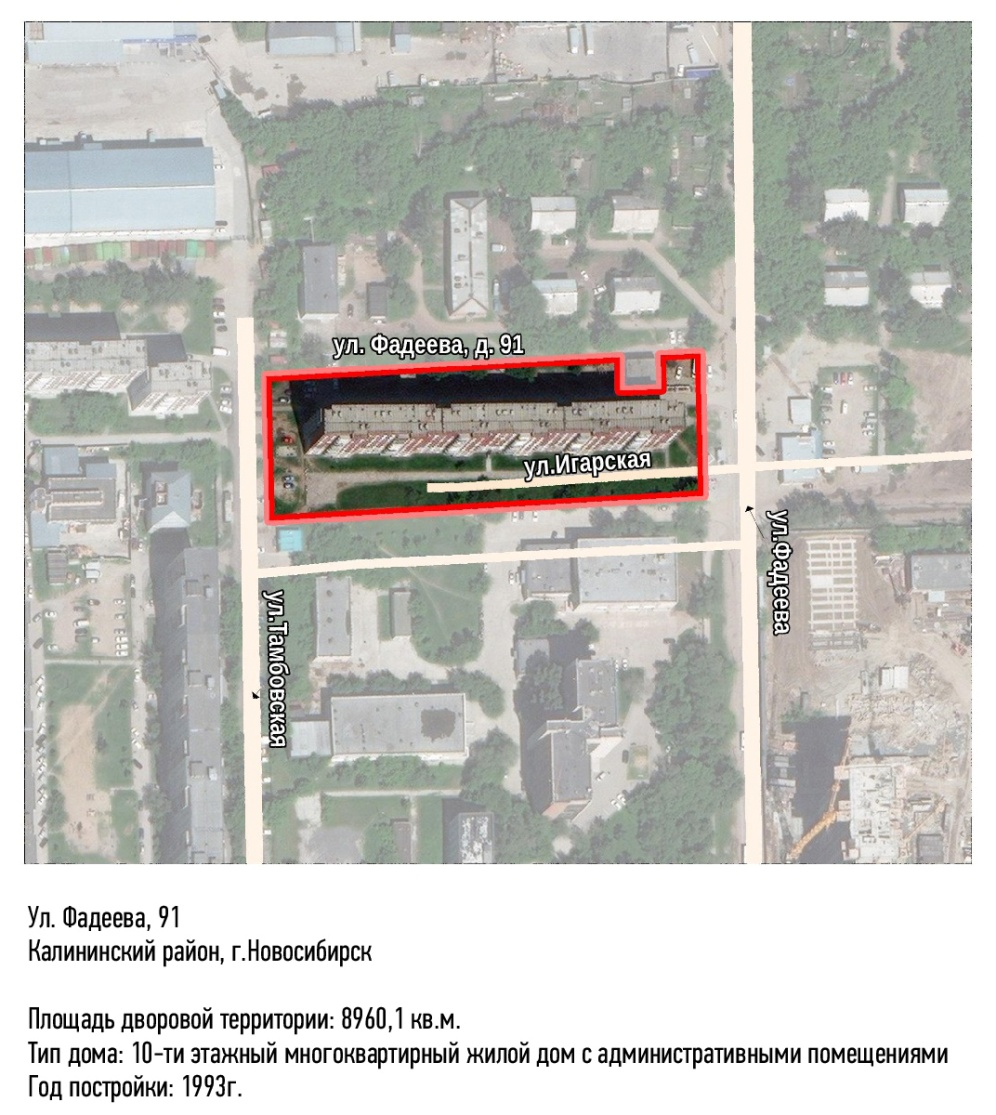 ул. Фадеева, д. 91
ул.Игарская
ул.Фадеева
ул.Тамбовская
Ул. Фадеева, 91
Калининский район, г.Новосибирск
Площадь дворовой территории: 8960,1 кв.м.
Тип дома: 10-ти этажный многоквартирный жилой дом с административными помещениями
Год постройки: 1993г.